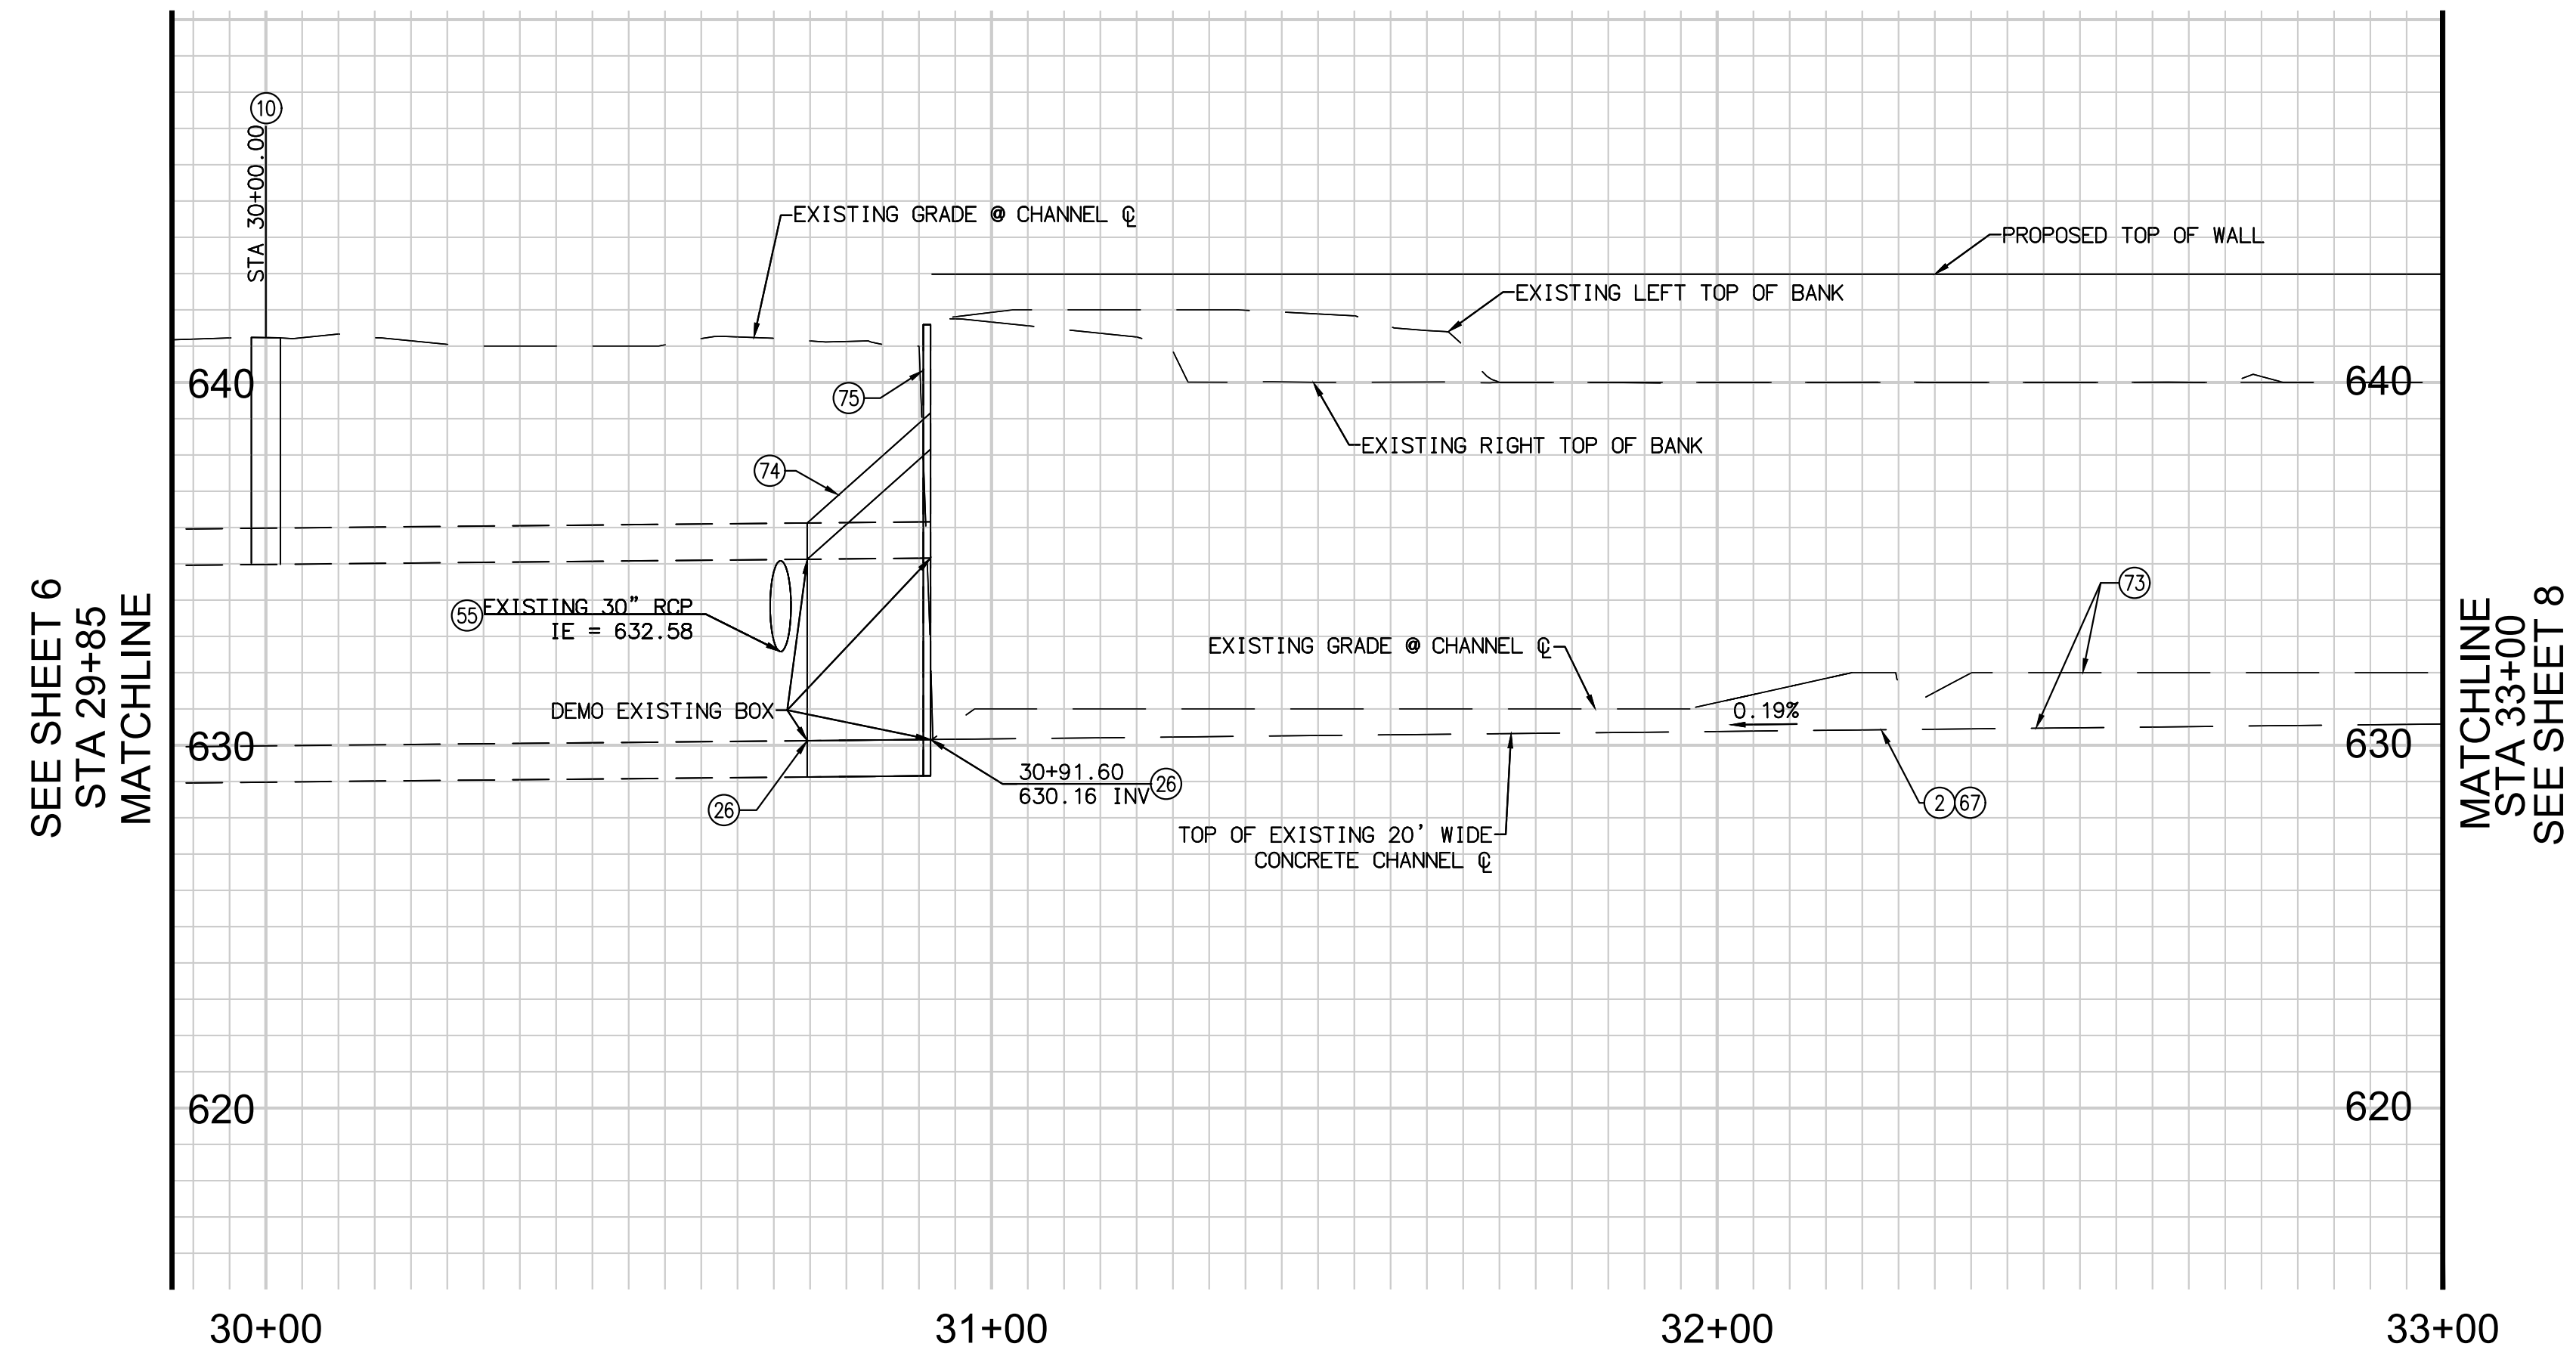 10
STA 30+00.00
EXISTING GRADE @ CHANNEL ℄
PROPOSED TOP OF WALL
EXISTING LEFT TOP OF BANK
640
640
75
EXISTING RIGHT TOP OF BANK
74
73
55 EXISTING 30" RCP
IE = 632.58
EXISTING GRADE @ CHANNEL ℄
DEMO EXISTING BOX
0.19%
630
630
30+91.60
630.16 INV 26
26
2 67
TOP OF EXISTING 20' WIDE
CONCRETE CHANNEL ℄
620
620
SEE SHEET 6
STA 29+85
MATCHLINE
MATCHLINE
STA 33+00
SEE SHEET 8
30+00
31+00
32+00
33+00